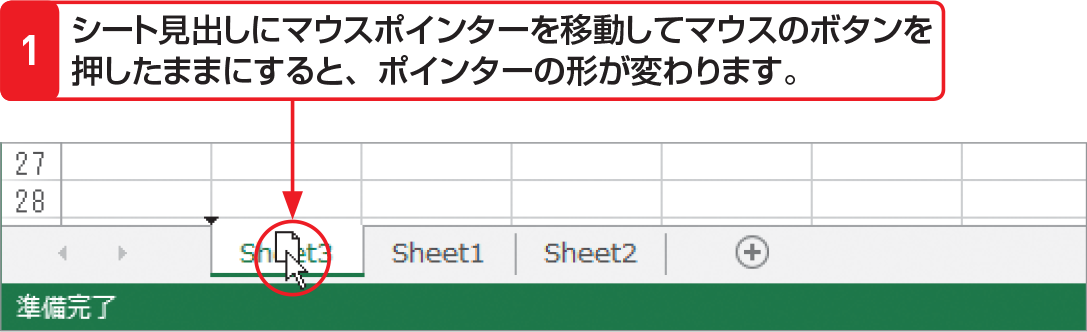 1
シート見出しにマウスポインターを移動してマウスのボタンを
押したままにすると、ポインターの形が変わります。
27
28
Sheet3 Sheet1 Sheet2
準備完了